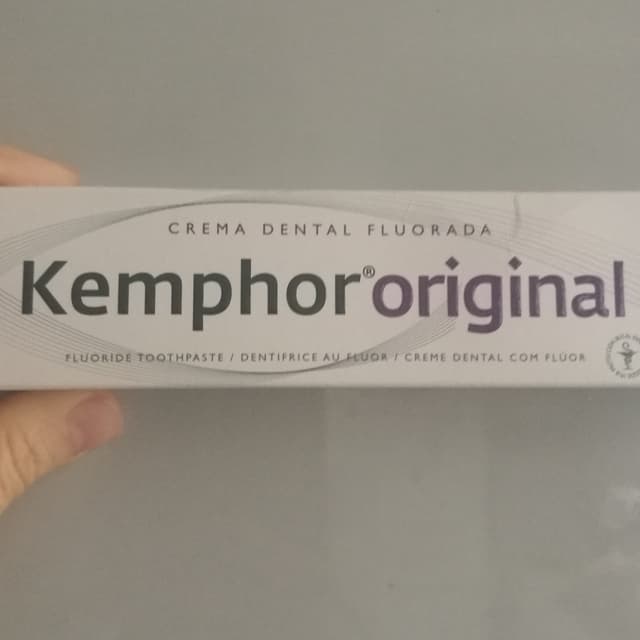 CREMA DENTAL FLUORADA
Kemphor® original
FLUORIDE TOOTHPASTE / DENTIFRICE AU FLUOR / CREME DENTAL COM FLÚOR